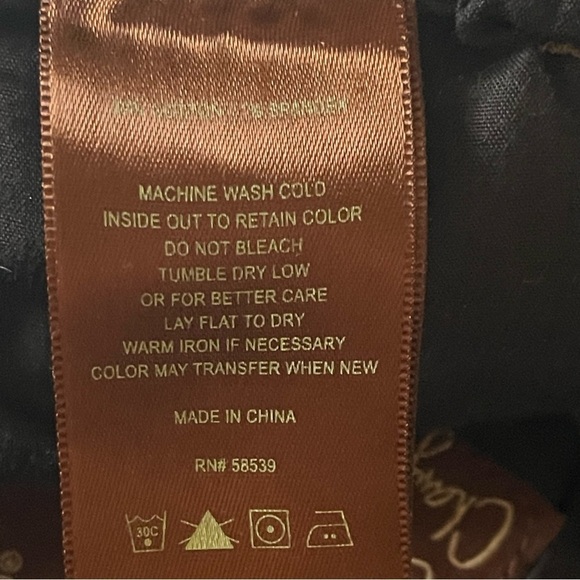 COTTON
SPANDEX
MACHINE WASH COLD
INSIDE OUT TO RETAIN COLOR
DO NOT BLEACH
TUMBLE DRY LOW
OR FOR BETTER CARE
LAY FLAT TO DRY
WARM IRON IF NECESSARY
COLOR MAY TRANSFER WHEN NEW
MADE IN CHINA
RN# 58539
30C